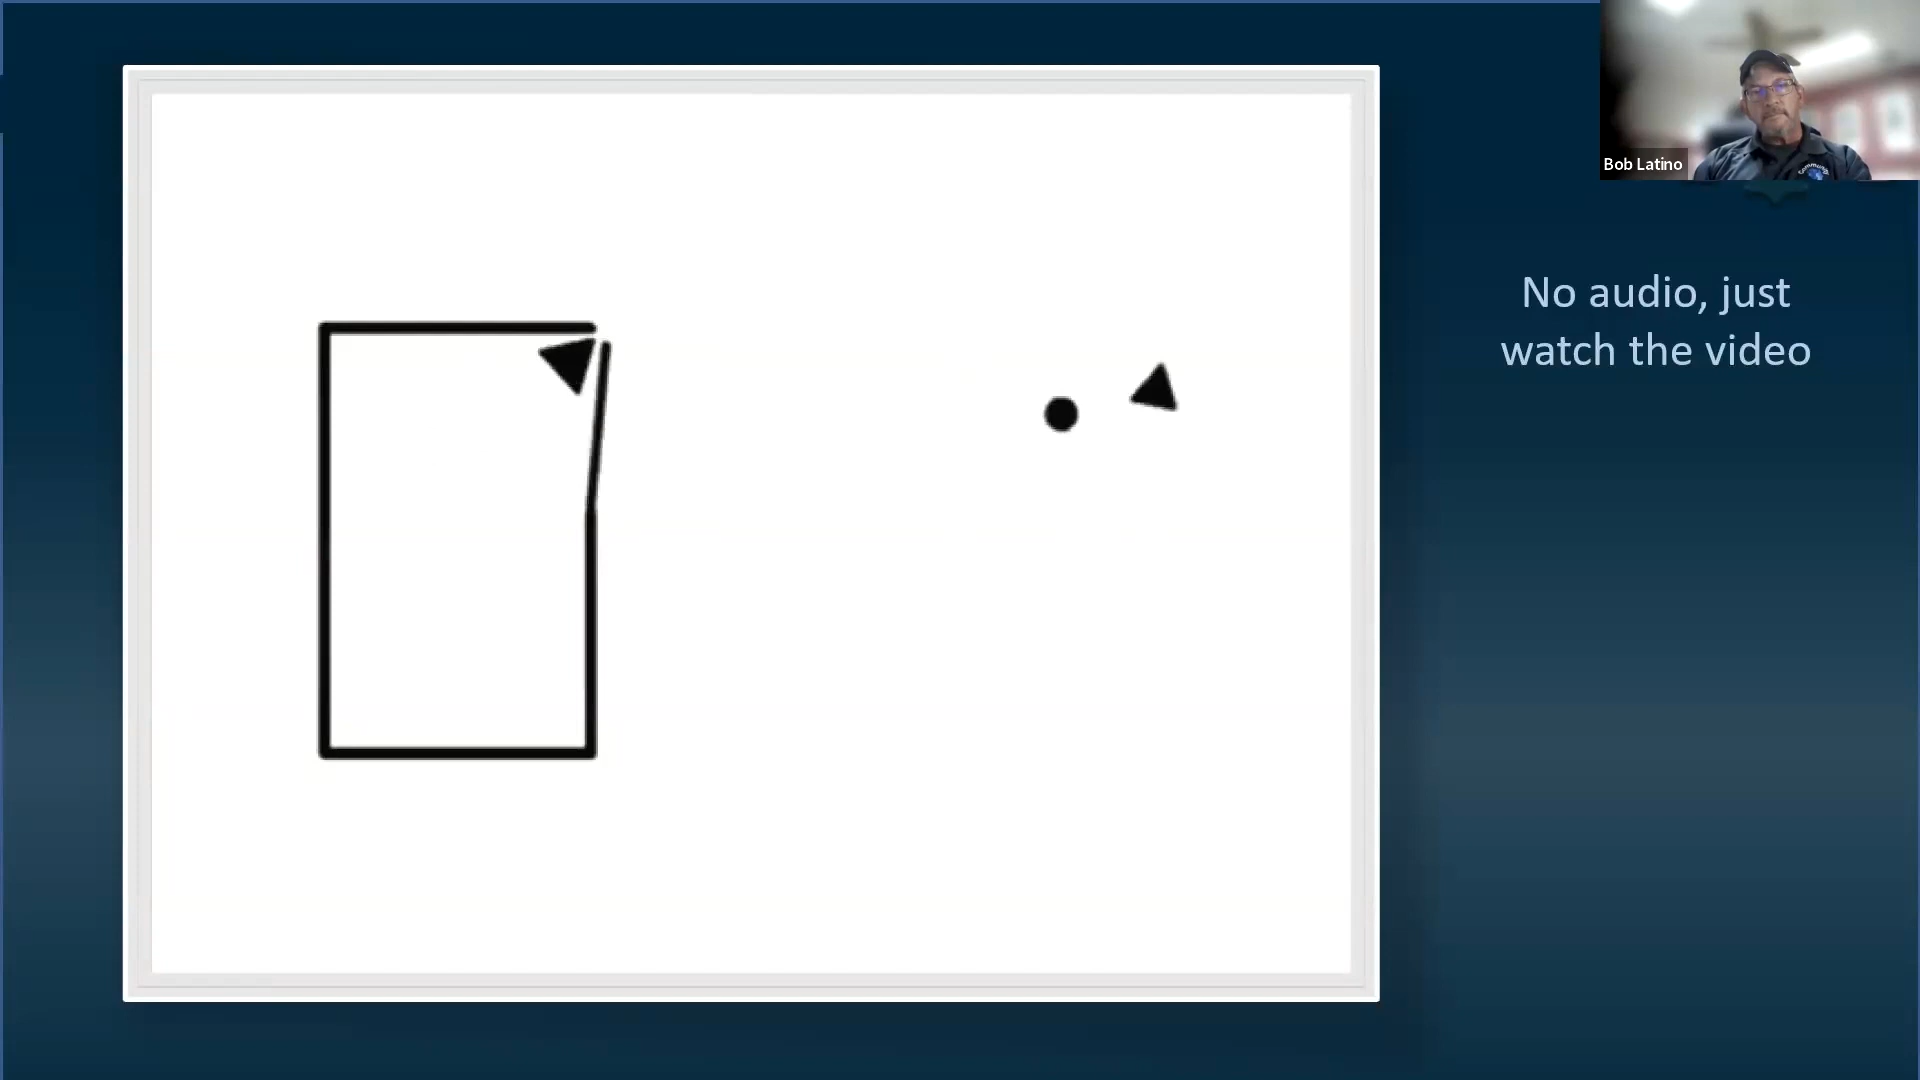 Bob Latino
No audio, just
watch the video